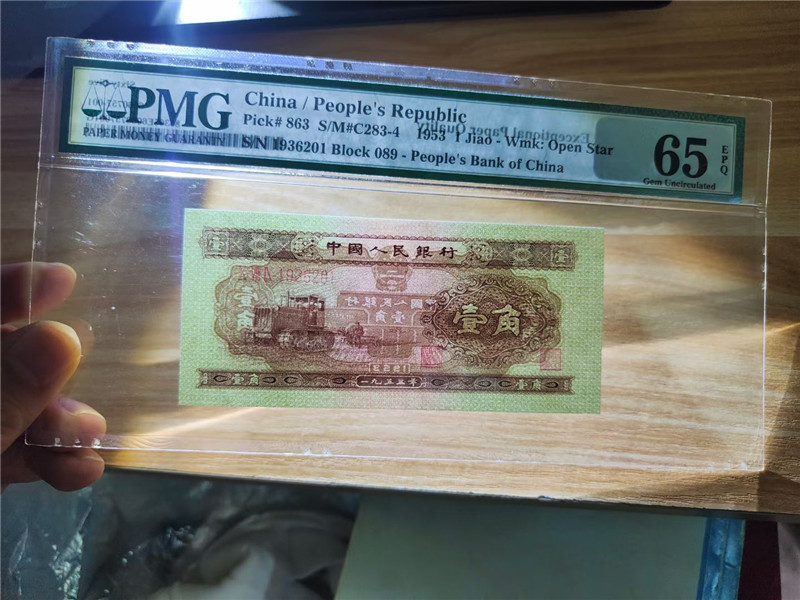 PMG
PAPER MONEY GUARANTY
China / People's Republic
Pick# 863 S/M#C283-4 1953 1 Jiao - Wmk: Open Star
S/N 1936201 Block 089 - People's Bank of China
65 EPQ
Gem Uncirculated
中國人民銀行
壹角
壹角
一九五三年
壹角